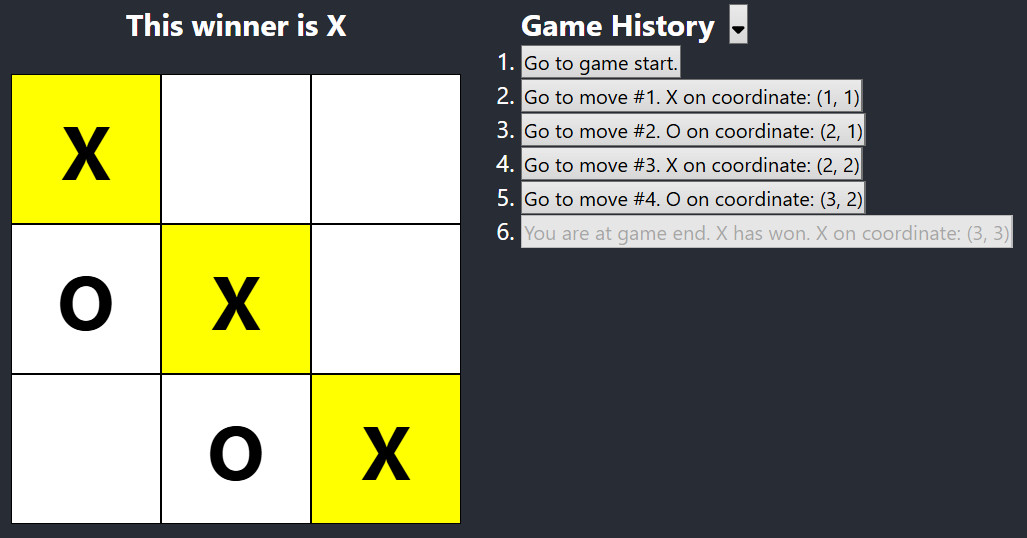 This winner is X
X
O X
O X
Game History
1. Go to game start.
2. Go to move #1. X on coordinate: (1, 1)
3. Go to move #2. O on coordinate: (2, 1)
4. Go to move #3. X on coordinate: (2, 2)
5. Go to move #4. O on coordinate: (3, 2)
6. You are at game end. X has won. X on coordinate: (3, 3)